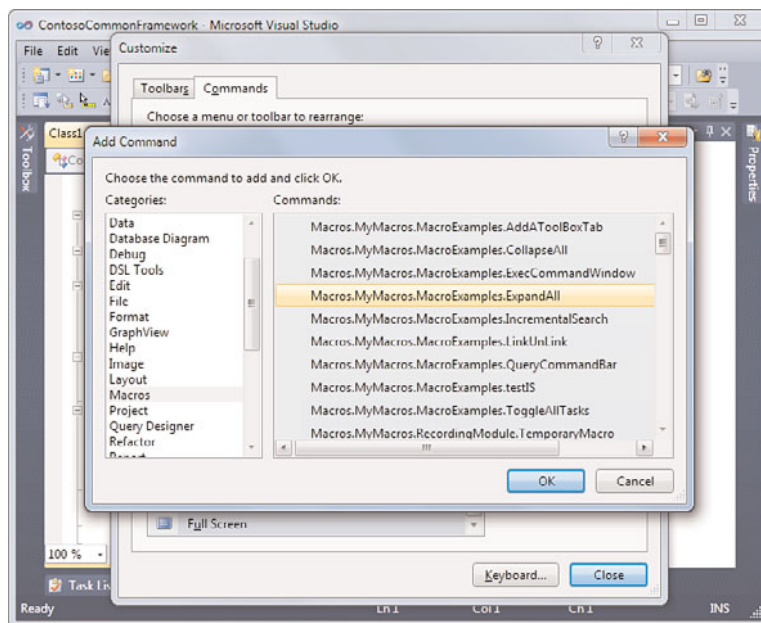 ContosoCommonFramework - Microsoft Visual Studio
File Edit
Customize
Toolbars Commands
Choose a menu or toolbar to rearrange:
Class1
Toolbox
Properties
Add Command
Choose the command to add and click OK.
Categories:
Data
Database Diagram
Debug
DSL Tools
Edit
File
Format
GraphView
Help
Image
Layout
Macros
Project
Query Designer
Refactor
Commands:
Macros.MyMacros.MacroExamples.AddAToolBoxTab
Macros.MyMacros.MacroExamples.CollapseAll
Macros.MyMacros.MacroExamples.ExecCommandWindow
Macros.MyMacros.MacroExamples.ExpandAll
Macros.MyMacros.MacroExamples.IncrementalSearch
Macros.MyMacros.MacroExamples.LinkUnLink
Macros.MyMacros.MacroExamples.QueryCommandBar
Macros.MyMacros.MacroExamples.testIS
Macros.MyMacros.MacroExamples.ToggleAllTasks
Macros.MyMacros.RecordingModule.TemporaryMacro
OK Cancel
Full Screen
100 %
Keyboard... Close
Task Lis
Ready Ln 1 Col 1 Ch 1 INS